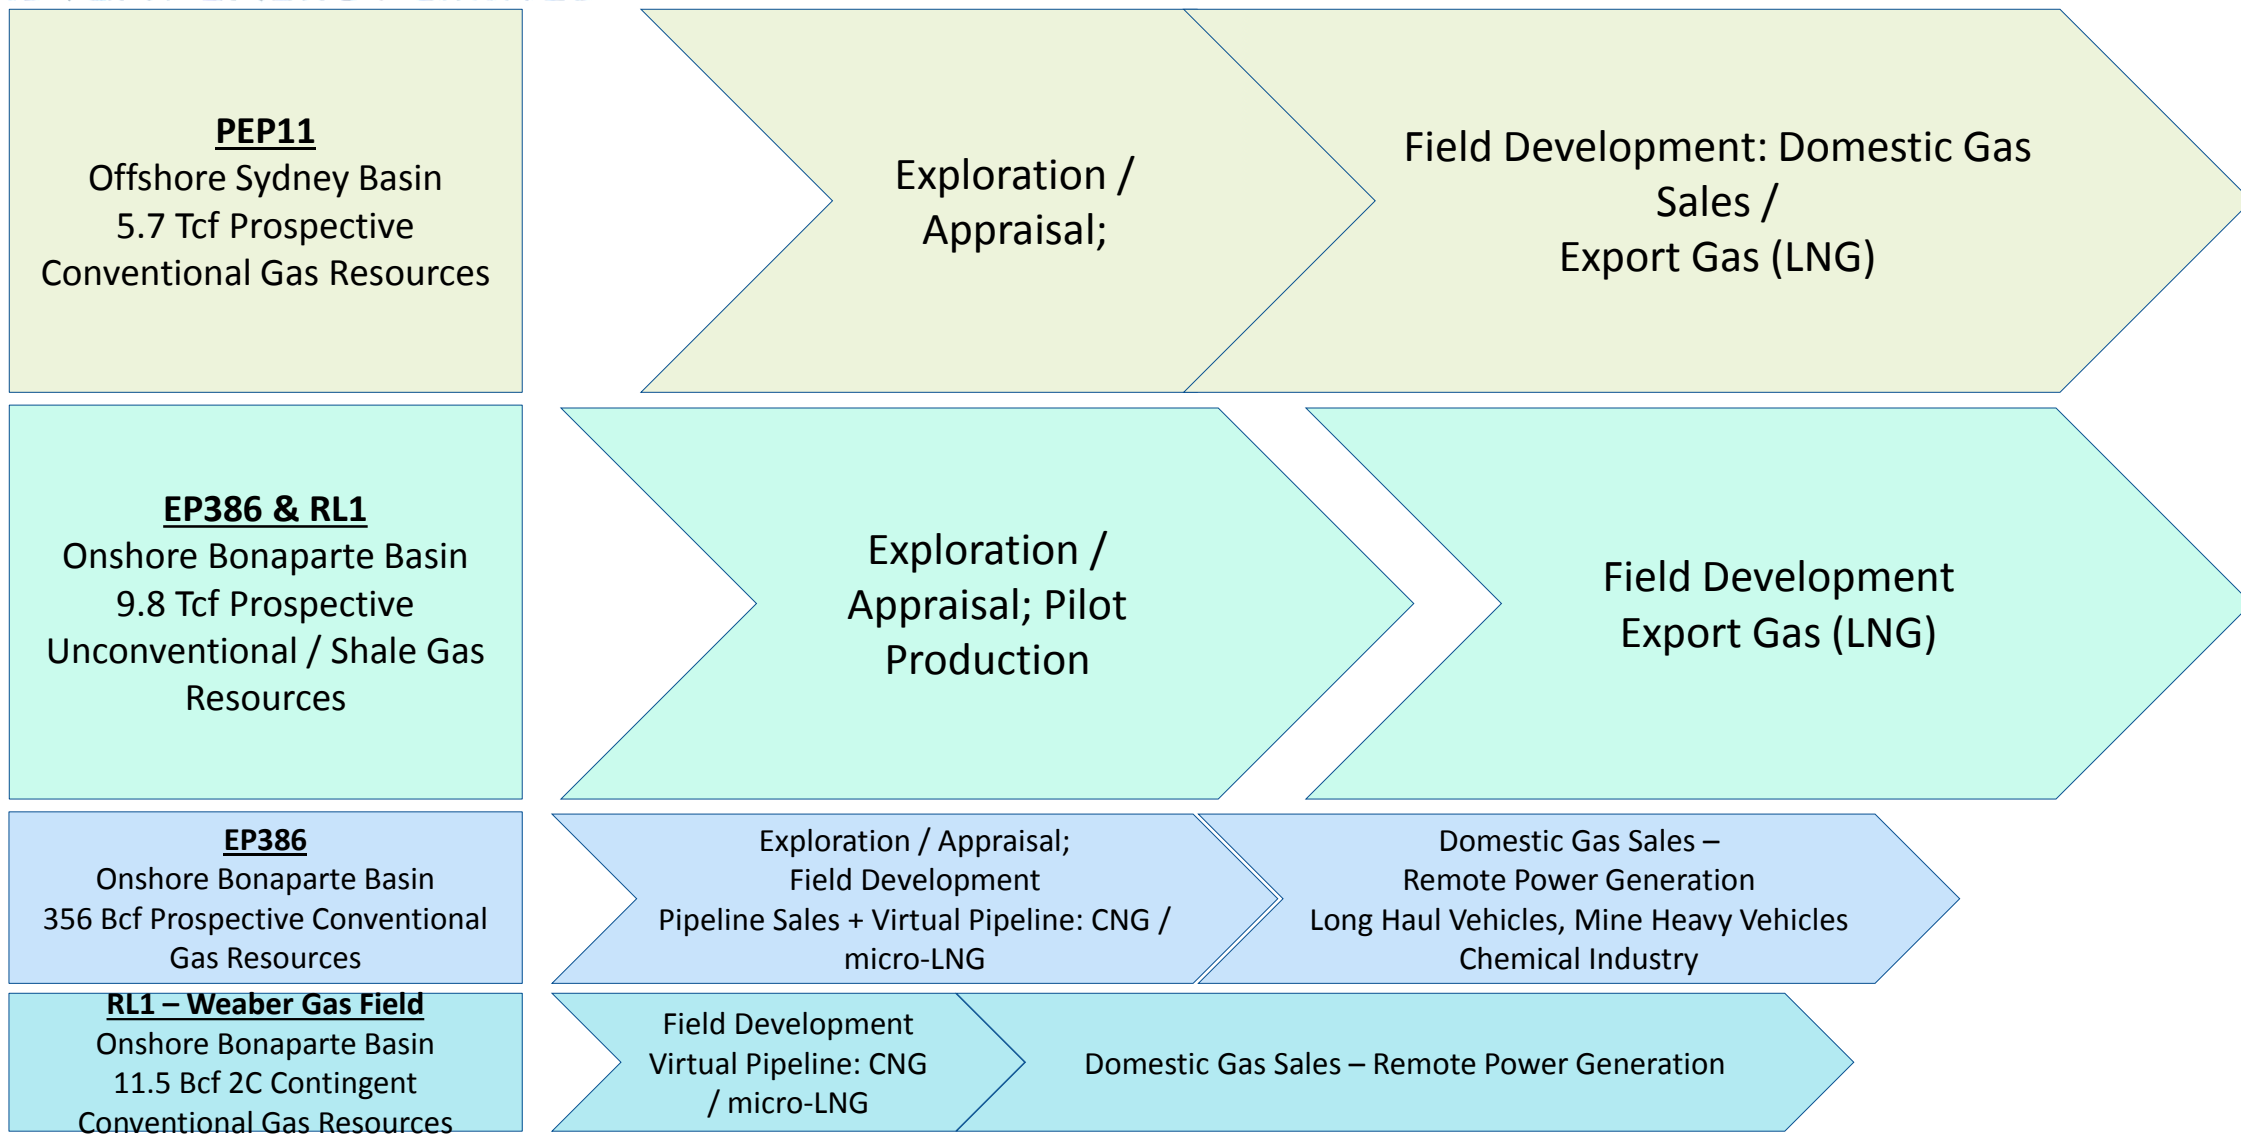 PEP11
Offshore Sydney Basin
5.7 Tcf Prospective
Conventional Gas Resources
Exploration /
Appraisal;
Field Development: Domestic Gas
Sales /
Export Gas (LNG)
EP386 & RL1
Onshore Bonaparte Basin
9.8 Tcf Prospective
Unconventional / Shale Gas
Resources
Exploration /
Appraisal; Pilot
Production
Field Development
Export Gas (LNG)
EP386
Onshore Bonaparte Basin
356 Bcf Prospective Conventional
Gas Resources
Exploration / Appraisal;
Field Development
Pipeline Sales + Virtual Pipeline: CNG /
micro-LNG
Domestic Gas Sales –
Remote Power Generation
Long Haul Vehicles, Mine Heavy Vehicles
Chemical Industry
RL1 – Weaber Gas Field
Onshore Bonaparte Basin
11.5 Bcf 2C Contingent
Conventional Gas Resources
Field Development
Virtual Pipeline: CNG
/ micro-LNG
Domestic Gas Sales – Remote Power Generation